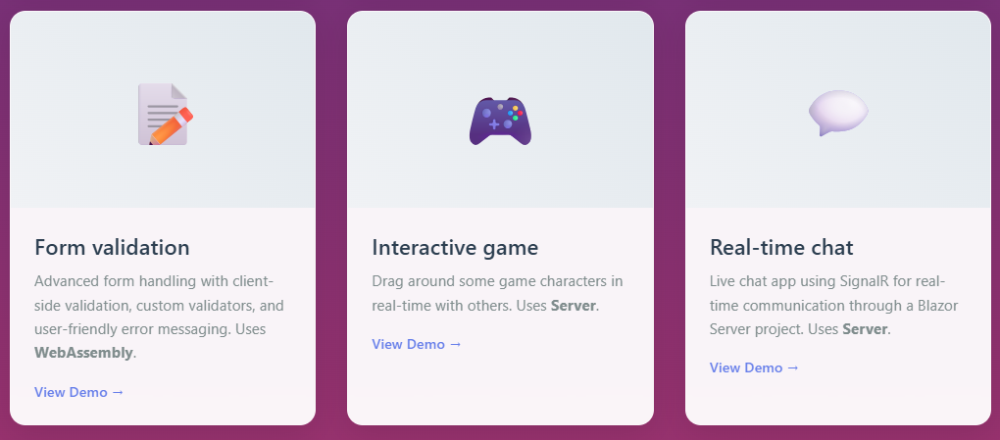 Form validation
Advanced form handling with client-
side validation, custom validators, and
user-friendly error messaging. Uses
WebAssembly.
View Demo →
Interactive game
Drag around some game characters in
real-time with others. Uses Server.
View Demo →
Real-time chat
Live chat app using SignalR for real-
time communication through a Blazor
Server project. Uses Server.
View Demo →